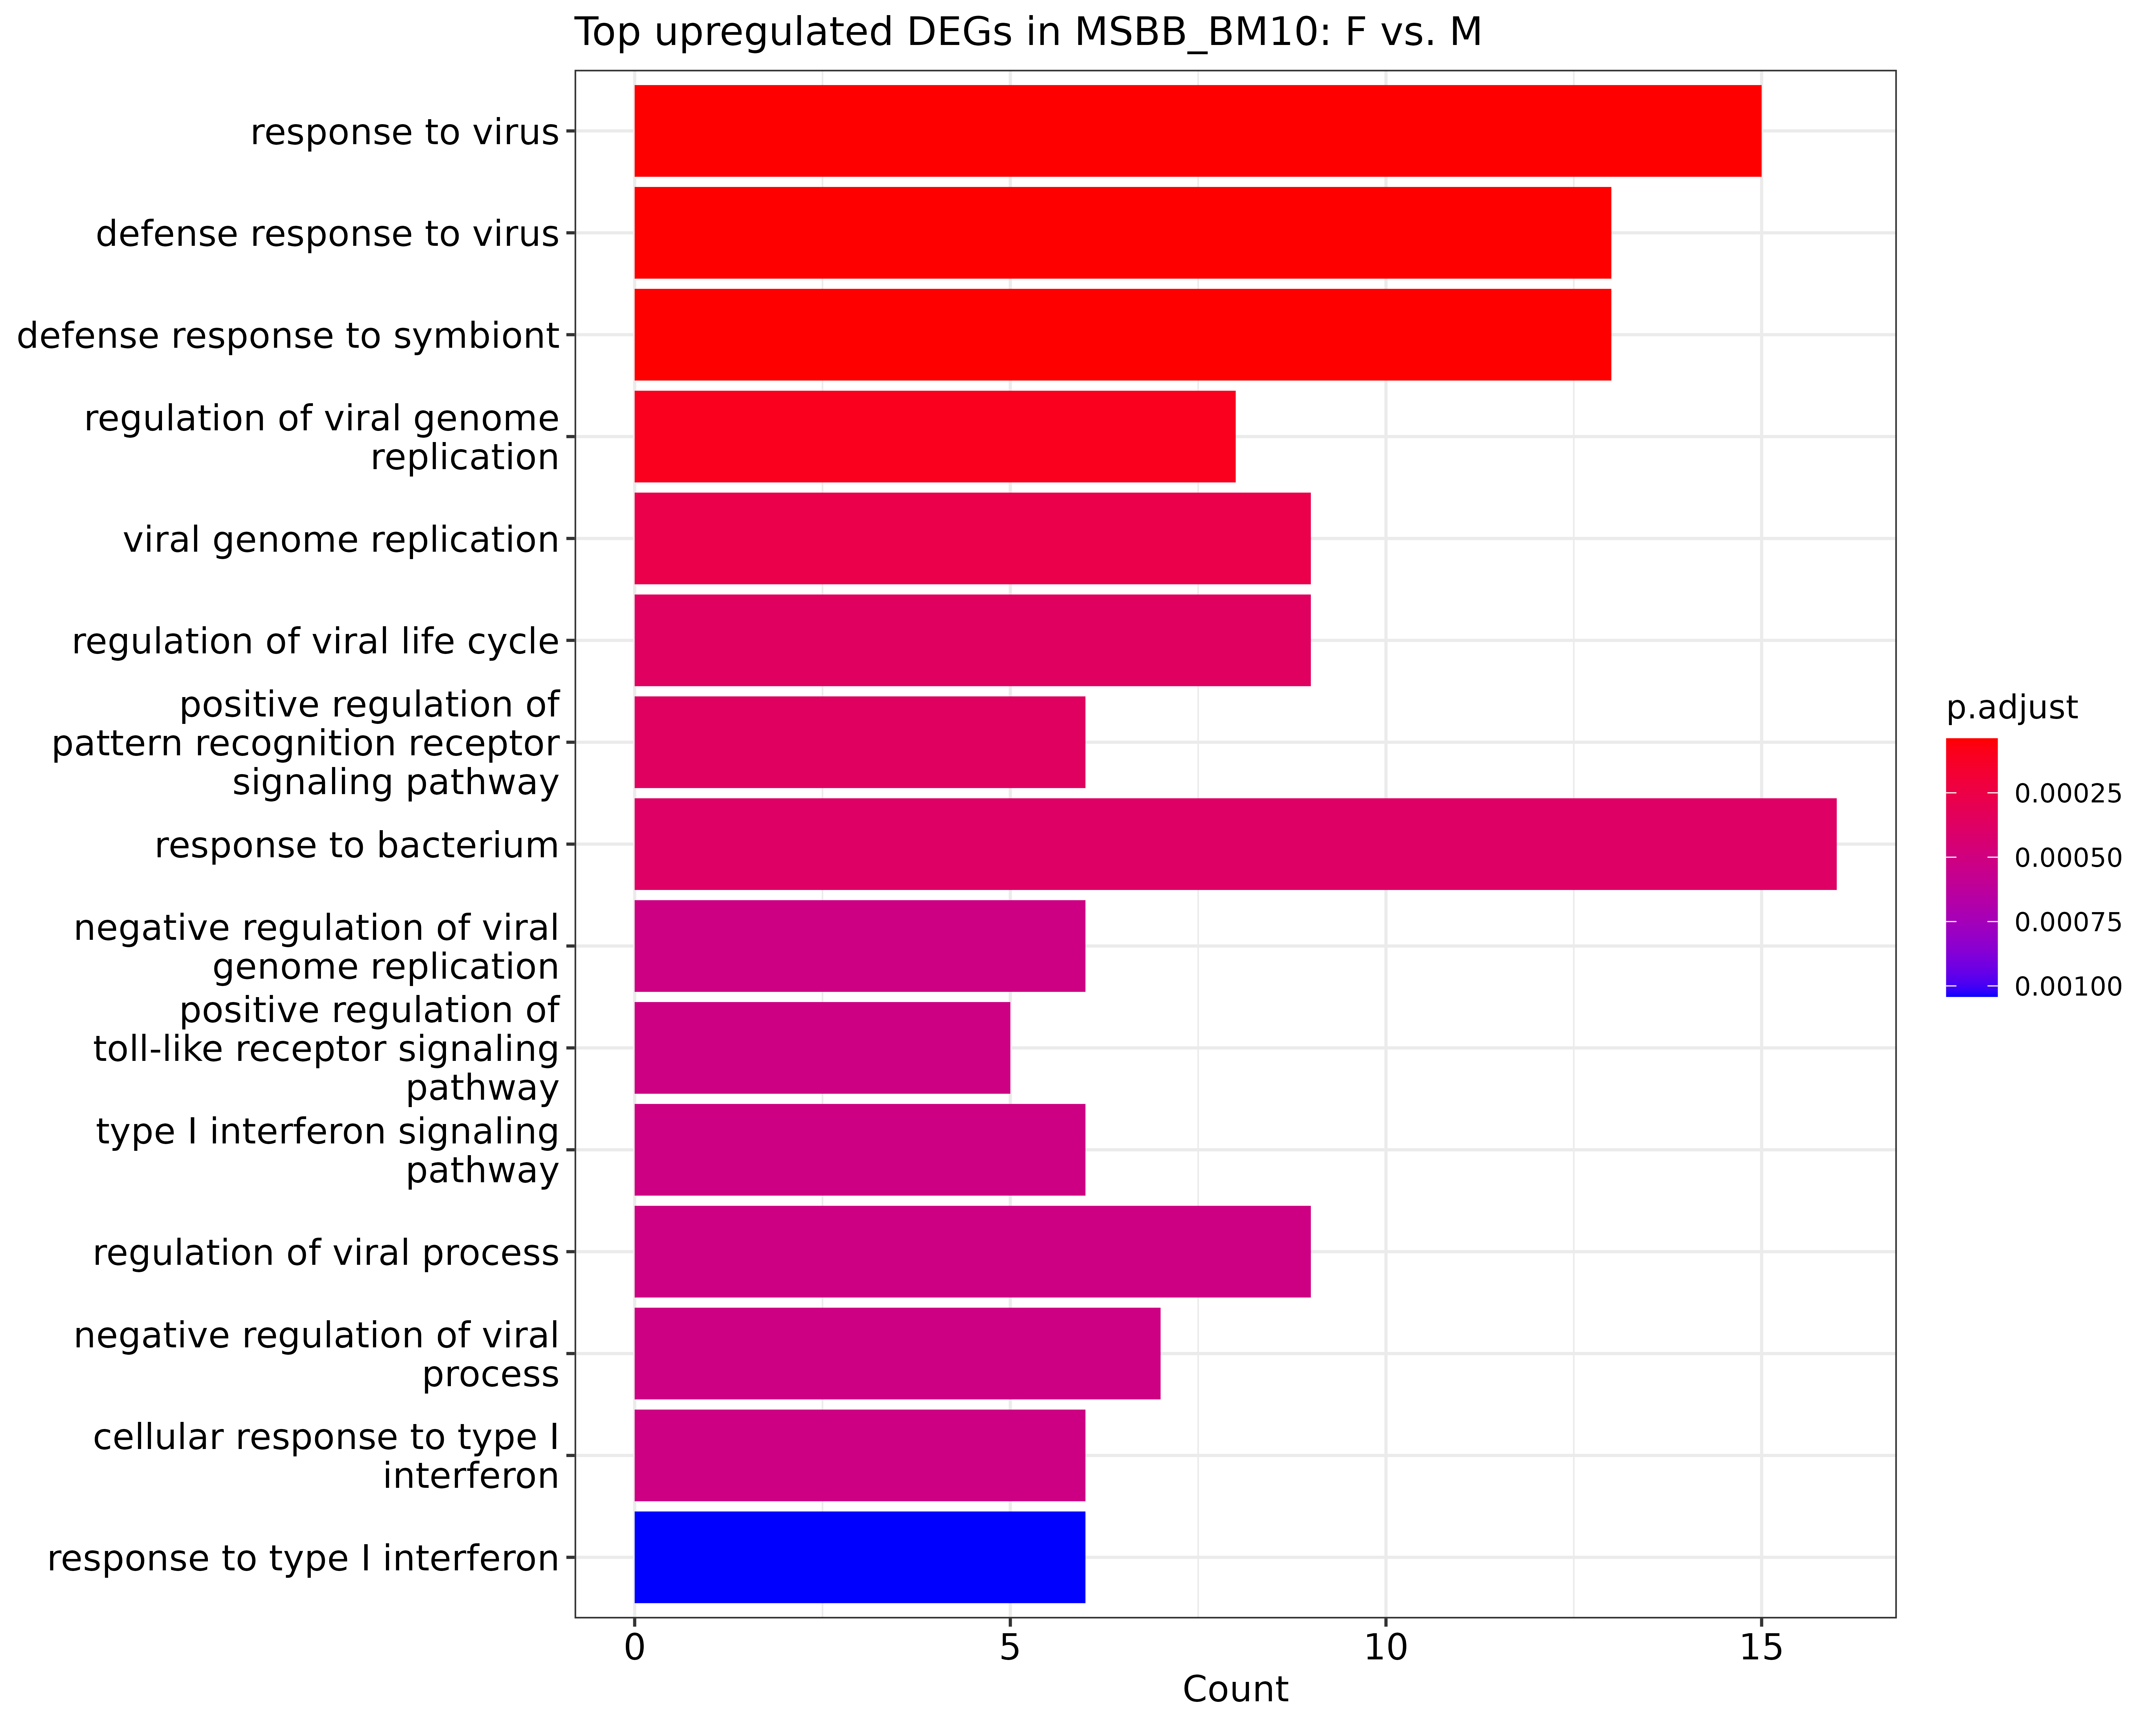 Top upregulated DEGs in MSBB_BM10: F vs. M
response to virus
defense response to virus
defense response to symbiont
regulation of viral genome
replication
viral genome replication
regulation of viral life cycle
positive regulation of
pattern recognition receptor
signaling pathway
response to bacterium
negative regulation of viral
genome replication
positive regulation of
toll-like receptor signaling
pathway
type I interferon signaling
pathway
regulation of viral process
negative regulation of viral
process
cellular response to type I
interferon
response to type I interferon
0 5 10 15
Count
p.adjust
0.00025
0.00050
0.00075
0.00100